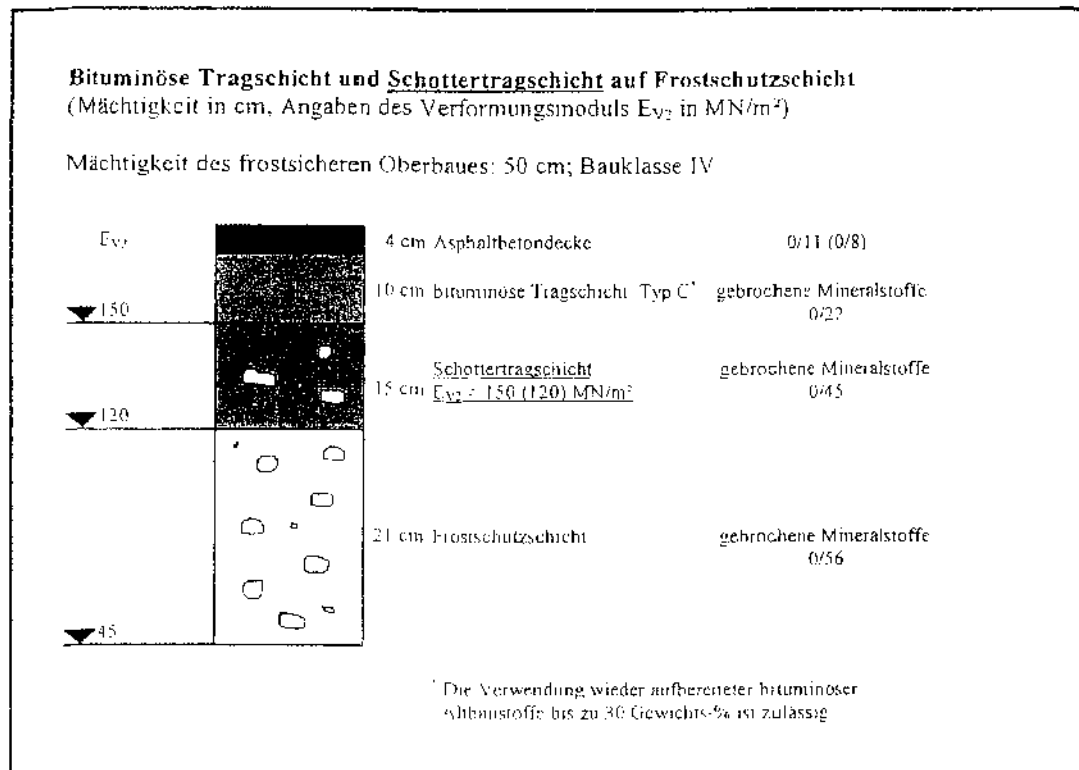 Bituminöse Tragschicht und Schottertragschicht auf Frostschutzschicht
(Mächtigkeit in cm, Angaben des Verformungsmoduls Ev2 in MN/m²)
Mächtigkeit des frostsicheren Oberbaues: 50 cm; Bauklasse IV
Ev2
4 cm Asphaltbetondecke 0/11 (0/8)
10 cm bituminöse Tragschicht Typ C* gebrochene Mineralstoffe
0/22
150
15 cm Schottertragschicht gebrochene Mineralstoffe
Ev2 150 (120) MN/m² 0/45
120
21 cm Frostschutzschicht gebrochene Mineralstoffe
0/56
45
* Die Verwendung wieder aufbereiteter bituminöser
Altbaustoffe bis zu 30 Gewichts-% ist zulässig